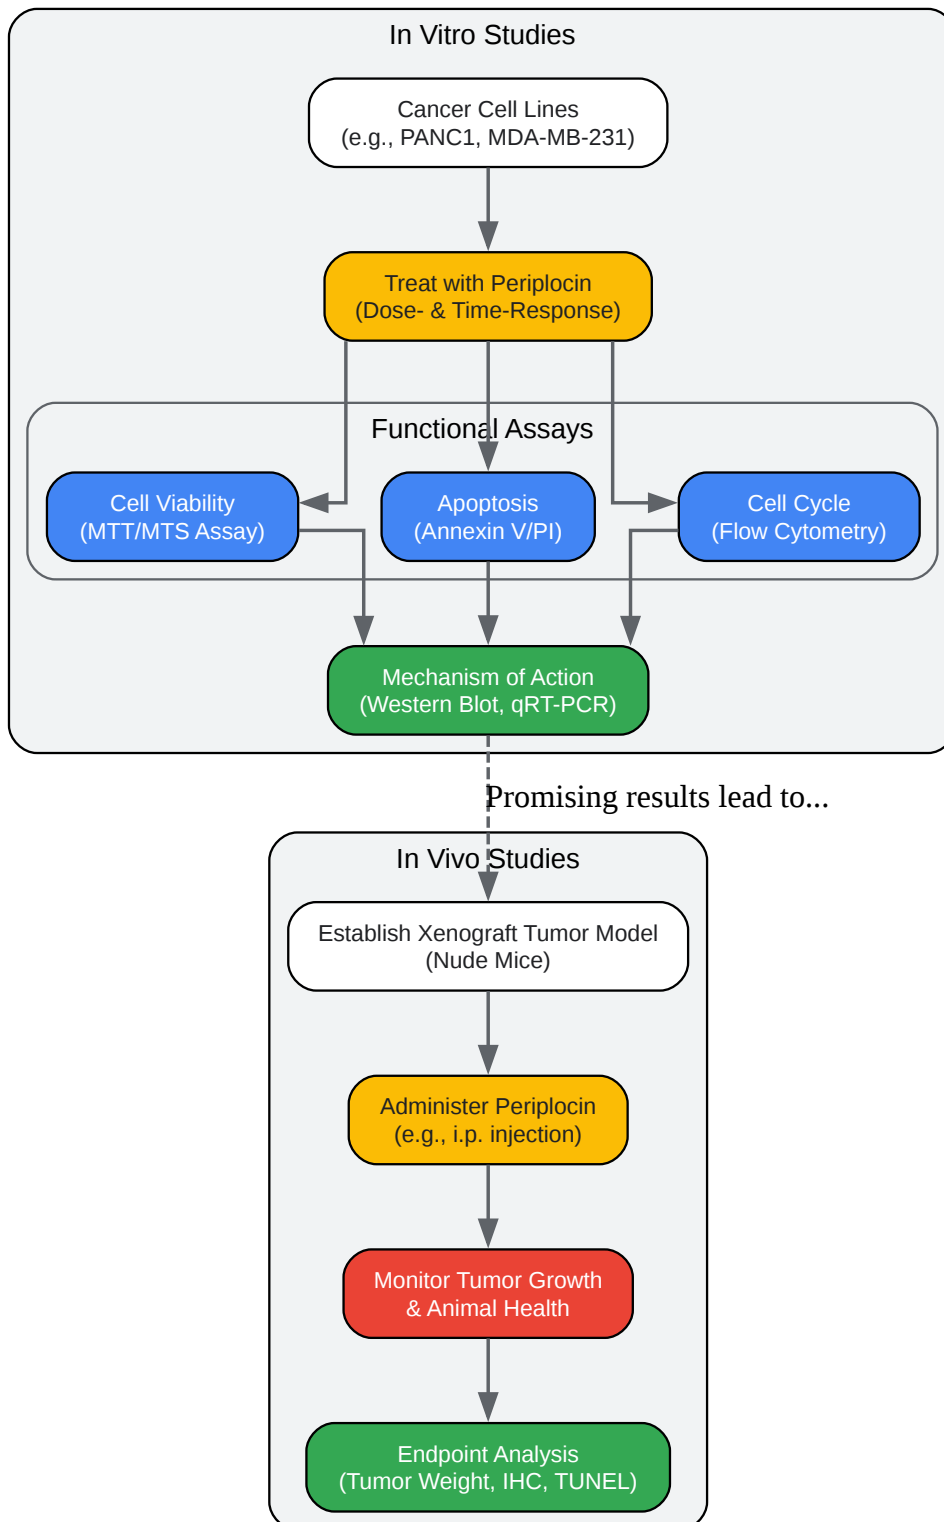 In Vitro Studies
Cancer Cell Lines
(e.g., PANC1, MDA-MB-231)
Treat with Periplocin
(Dose- & Time-Response)
Functional Assays
Cell Viability
(MTT/MTS Assay)
Apoptosis
(Annexin V/PI)
Cell Cycle
(Flow Cytometry)
Mechanism of Action
(Western Blot, qRT-PCR)
Promising results lead to...
In Vivo Studies
Establish Xenograft Tumor Model
(Nude Mice)
Administer Periplocin
(e.g., i.p. injection)
Monitor Tumor Growth
& Animal Health
Endpoint Analysis
(Tumor Weight, IHC, TUNEL)